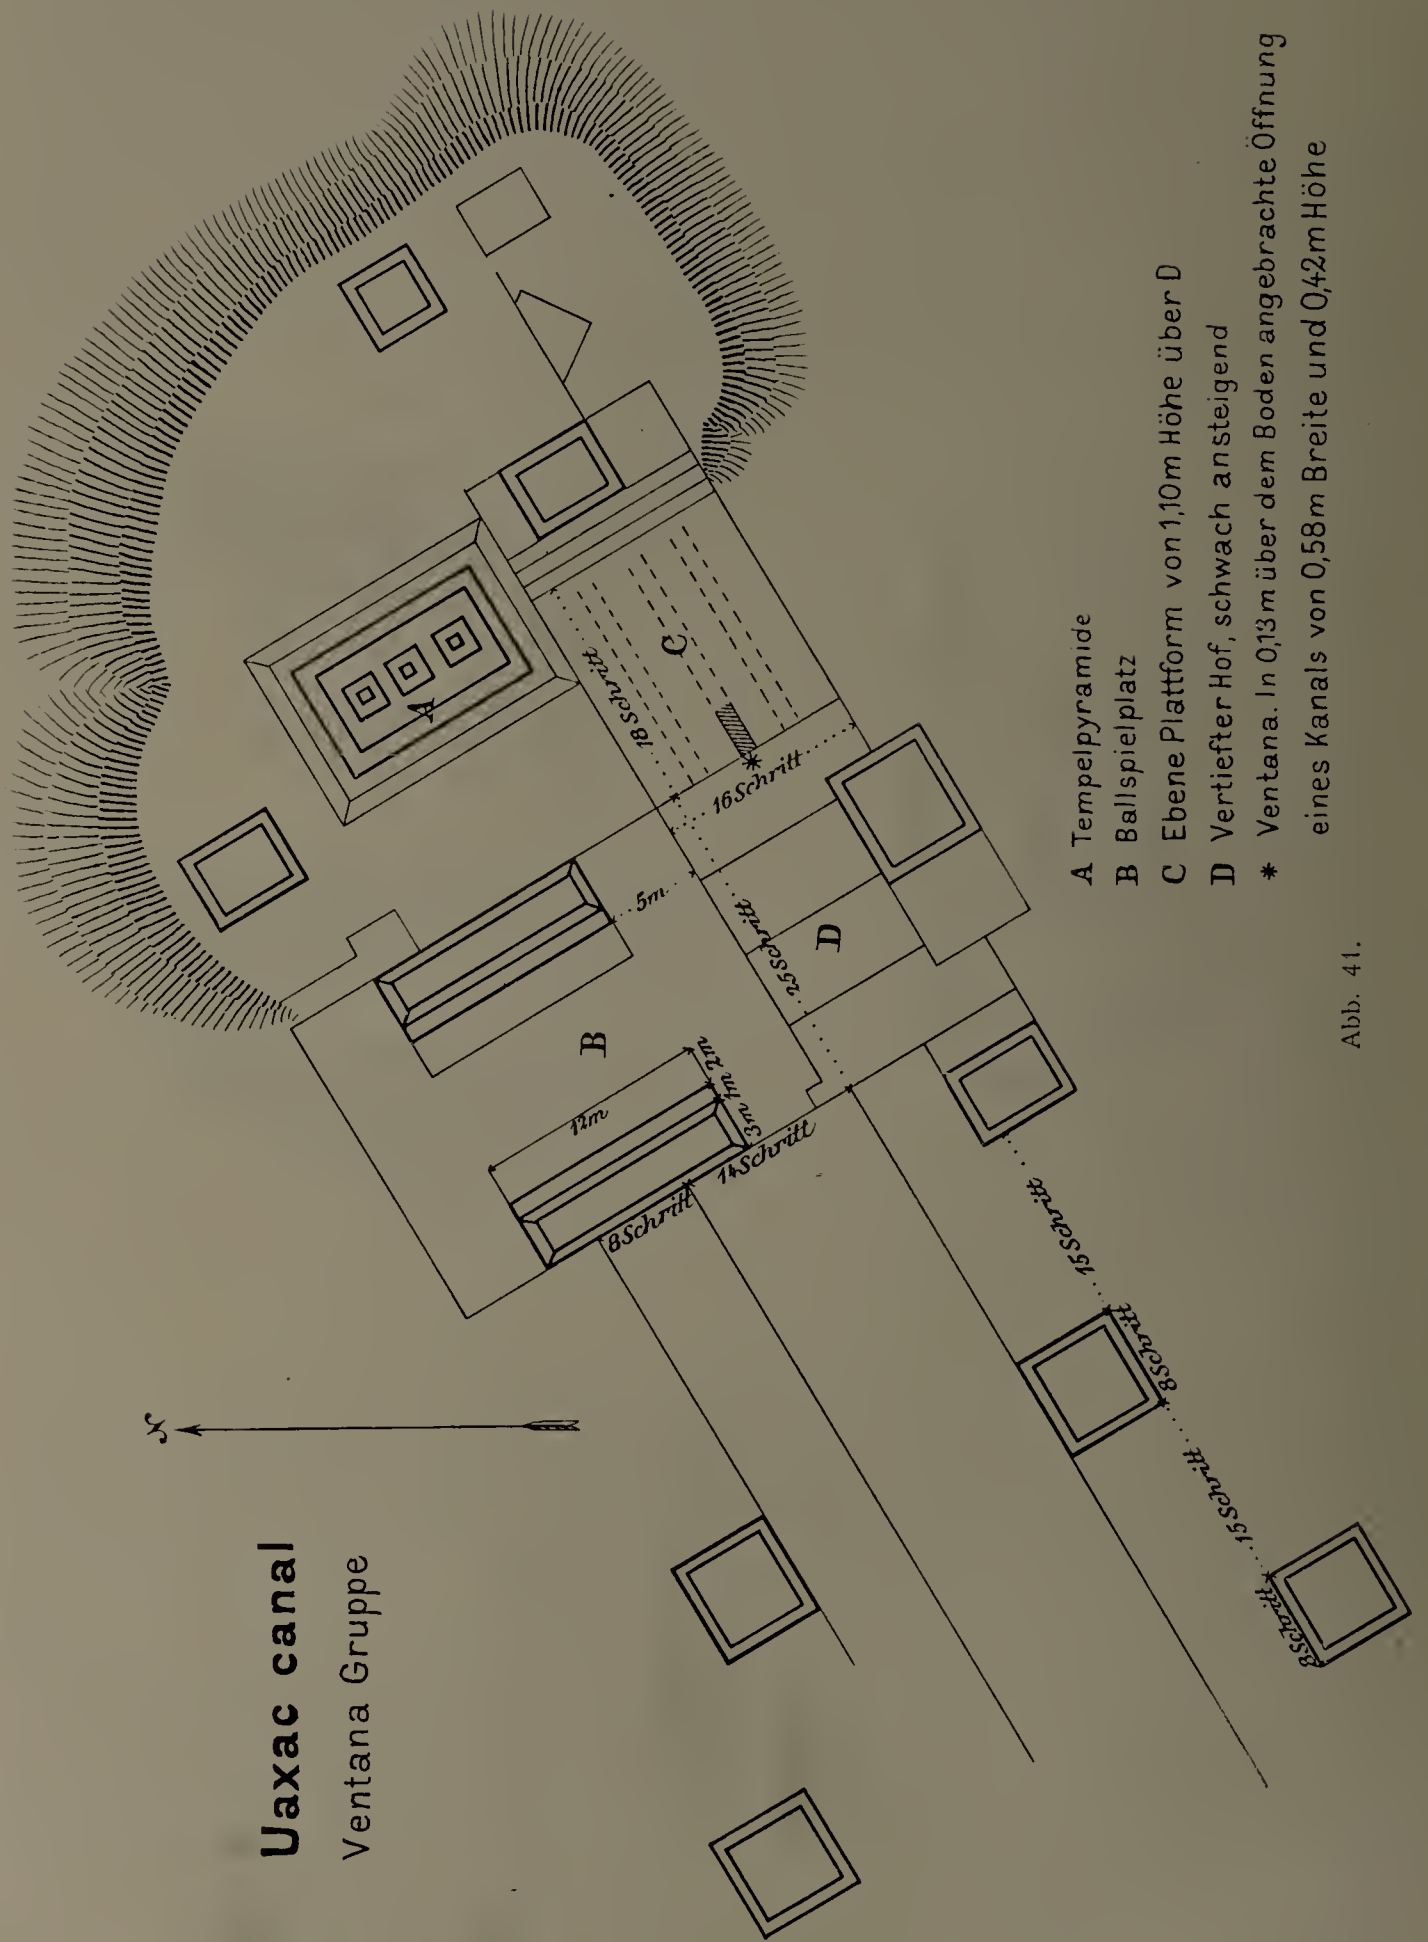 Uaxac canal
Ventana Gruppe
N
A
B
C
D
18 Schritt
16 Schritt
5m
25 Schritt
12m
2m
1m
3m
14 Schritt
8 Schritt
15 Schritt
8 Schritt
15 Schritt
8 Schritt
A Tempelpyramide
B Ballspielplatz
C Ebene Plattform von 1,10m Höhe über D
D Vertiefter Hof, schwach ansteigend
* Ventana. In 0,13m über dem Boden angebrachte Öffnung
eines Kanals von 0,58m Breite und 0,42m Höhe
Abb. 41.